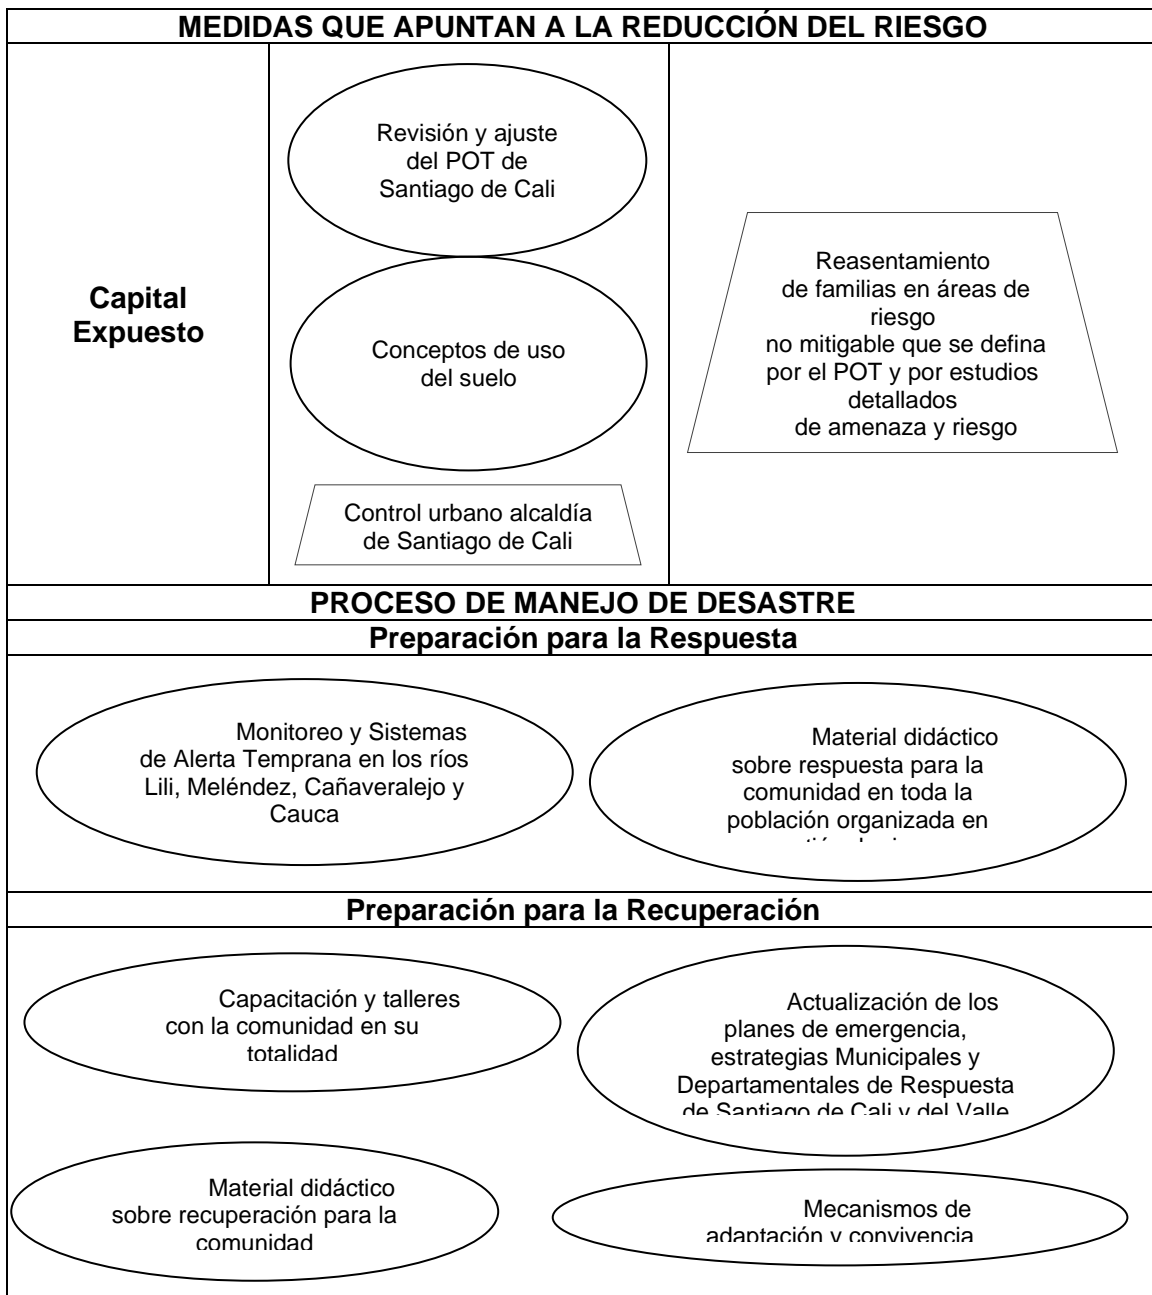 MEDIDAS QUE APUNTAN A LA REDUCCIÓN DEL RIESGO
Capital
Expuesto
Revisión y ajuste
del POT de
Santiago de Cali
Conceptos de uso
del suelo
Control urbano alcaldía
de Santiago de Cali
Reasentamiento
de familias en áreas de
riesgo
no mitigable que se defina
por el POT y por estudios
detallados
de amenaza y riesgo
PROCESO DE MANEJO DE DESASTRE
Preparación para la Respuesta
Monitoreo y Sistemas
de Alerta Temprana en los ríos
Lili, Meléndez, Cañaveralejo y
Cauca
Material didáctico
sobre respuesta para la
comunidad en toda la
población organizada en
Preparación para la Recuperación
Capacitación y talleres
con la comunidad en su
totalidad
Actualización de los
planes de emergencia,
estrategias Municipales y
Departamentales de Respuesta
de Santiago de Cali y del Valle
Material didáctico
sobre recuperación para la
comunidad
Mecanismos de
adaptación y convivencia